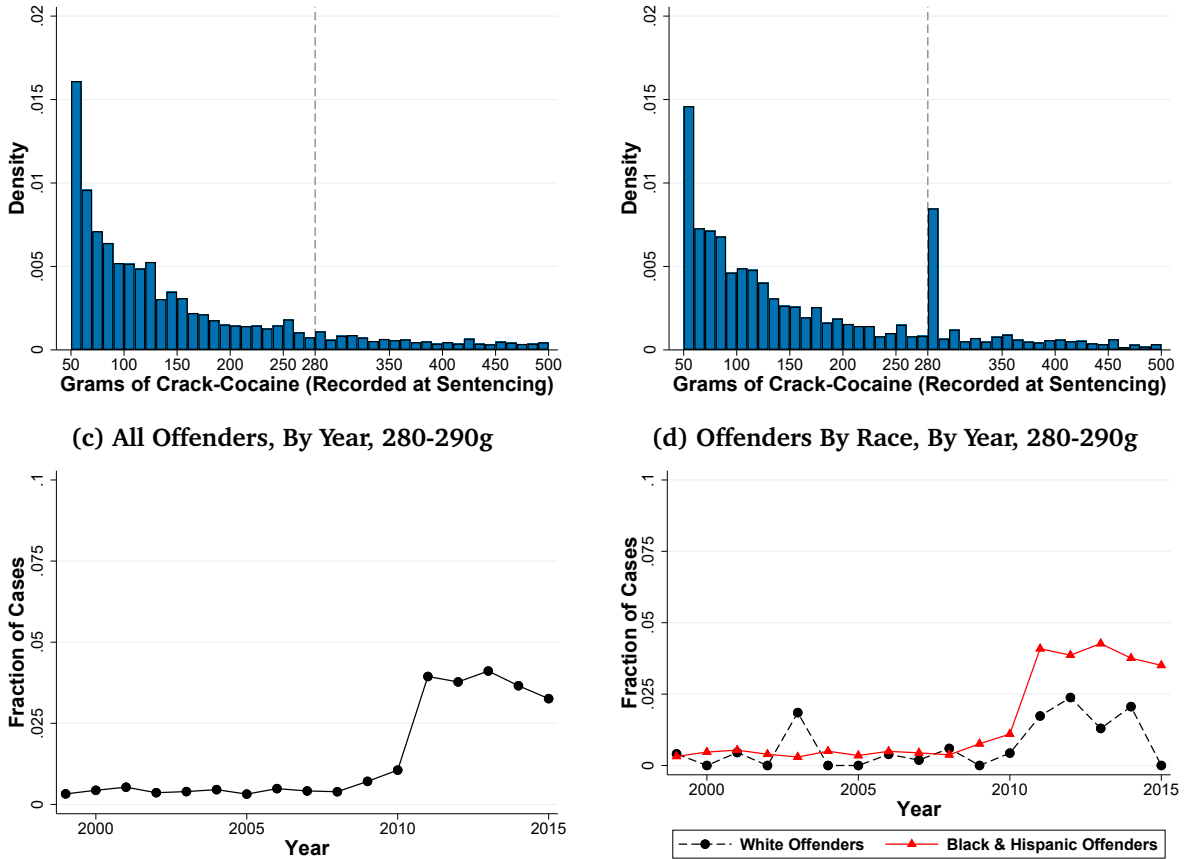 .02
.015
.01
.005
0
Density
50 100 150 200 250 280 300 350 400 450 500
Grams of Crack-Cocaine (Recorded at Sentencing)
.02
.015
.01
.005
0
Density
50 100 150 200 250 280 300 350 400 450 500
Grams of Crack-Cocaine (Recorded at Sentencing)
(c) All Offenders, By Year, 280-290g
(d) Offenders By Race, By Year, 280-290g
.1
.075
.05
.025
0
Fraction of Cases
2000 2005 2010 2015
Year
.1
.075
.05
.025
0
Fraction of Cases
2000 2005 2010 2015
Year
White Offenders Black & Hispanic Offenders